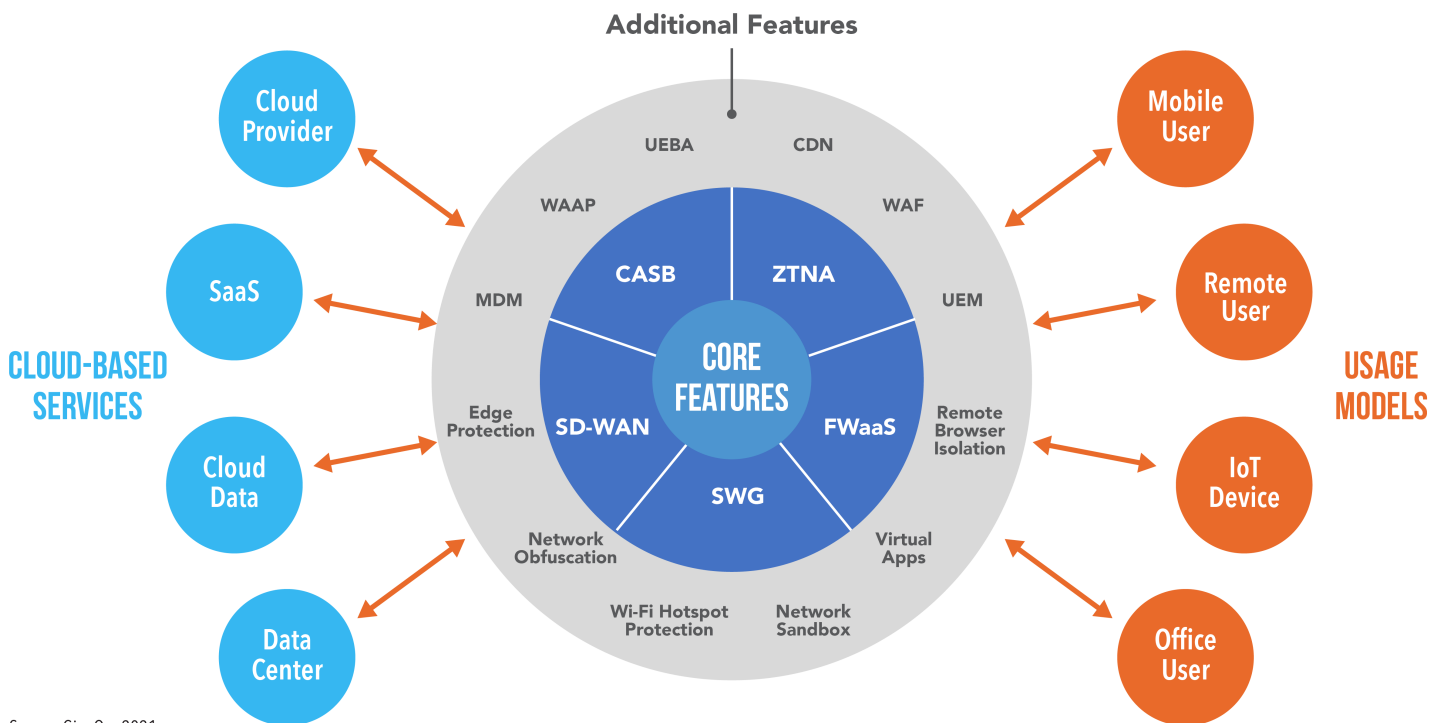 Additional Features
Cloud
Provider
SaaS
CLOUD-BASED
SERVICES
Cloud
Data
Data
Center
UEBA
CDN
WAAP
WAF
MDM
UEM
Edge
Protection
Remote
Browser
Isolation
Network
Obfuscation
Virtual
Apps
Wi-Fi Hotspot
Protection
Network
Sandbox
CASB
ZTNA
SD-WAN
FWaaS
SWG
CORE
FEATURES
Mobile
User
Remote
User
USAGE
MODELS
IoT
Device
Office
User